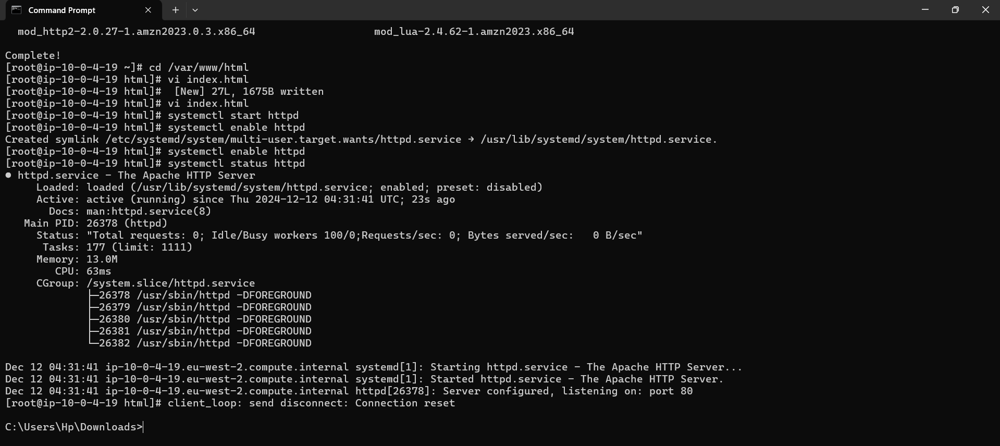 Command Prompt
mod_http2-2.0.27-1.amzn2023.0.3.x86_64 mod_lua-2.4.62-1.amzn2023.x86_64
Complete!
[root@ip-10-0-4-19 ~]# cd /var/www/html
[root@ip-10-0-4-19 html]# vi index.html
[root@ip-10-0-4-19 html]#  [New] 27L, 1675B written
[root@ip-10-0-4-19 html]# vi index.html
[root@ip-10-0-4-19 html]# systemctl start httpd
[root@ip-10-0-4-19 html]# systemctl enable httpd
Created symlink /etc/systemd/system/multi-user.target.wants/httpd.service → /usr/lib/systemd/system/httpd.service.
[root@ip-10-0-4-19 html]# systemctl enable httpd
[root@ip-10-0-4-19 html]# systemctl status httpd
● httpd.service - The Apache HTTP Server
Loaded: loaded (/usr/lib/systemd/system/httpd.service; enabled; preset: disabled)
Active: active (running) since Thu 2024-12-12 04:31:41 UTC; 23s ago
Docs: man:httpd.service(8)
Main PID: 26378 (httpd)
Status: "Total requests: 0; Idle/Busy workers 100/0;Requests/sec: 0; Bytes served/sec:   0 B/sec"
Tasks: 177 (limit: 1111)
Memory: 13.0M
CPU: 63ms
CGroup: /system.slice/httpd.service
├─26378 /usr/sbin/httpd -DFOREGROUND
├─26379 /usr/sbin/httpd -DFOREGROUND
├─26380 /usr/sbin/httpd -DFOREGROUND
├─26381 /usr/sbin/httpd -DFOREGROUND
└─26382 /usr/sbin/httpd -DFOREGROUND
Dec 12 04:31:41 ip-10-0-4-19.eu-west-2.compute.internal systemd[1]: Starting httpd.service - The Apache HTTP Server...
Dec 12 04:31:41 ip-10-0-4-19.eu-west-2.compute.internal systemd[1]: Started httpd.service - The Apache HTTP Server.
Dec 12 04:31:41 ip-10-0-4-19.eu-west-2.compute.internal httpd[26378]: Server configured, listening on: port 80
[root@ip-10-0-4-19 html]# client_loop: send disconnect: Connection reset
C:\Users\Hp\Downloads>